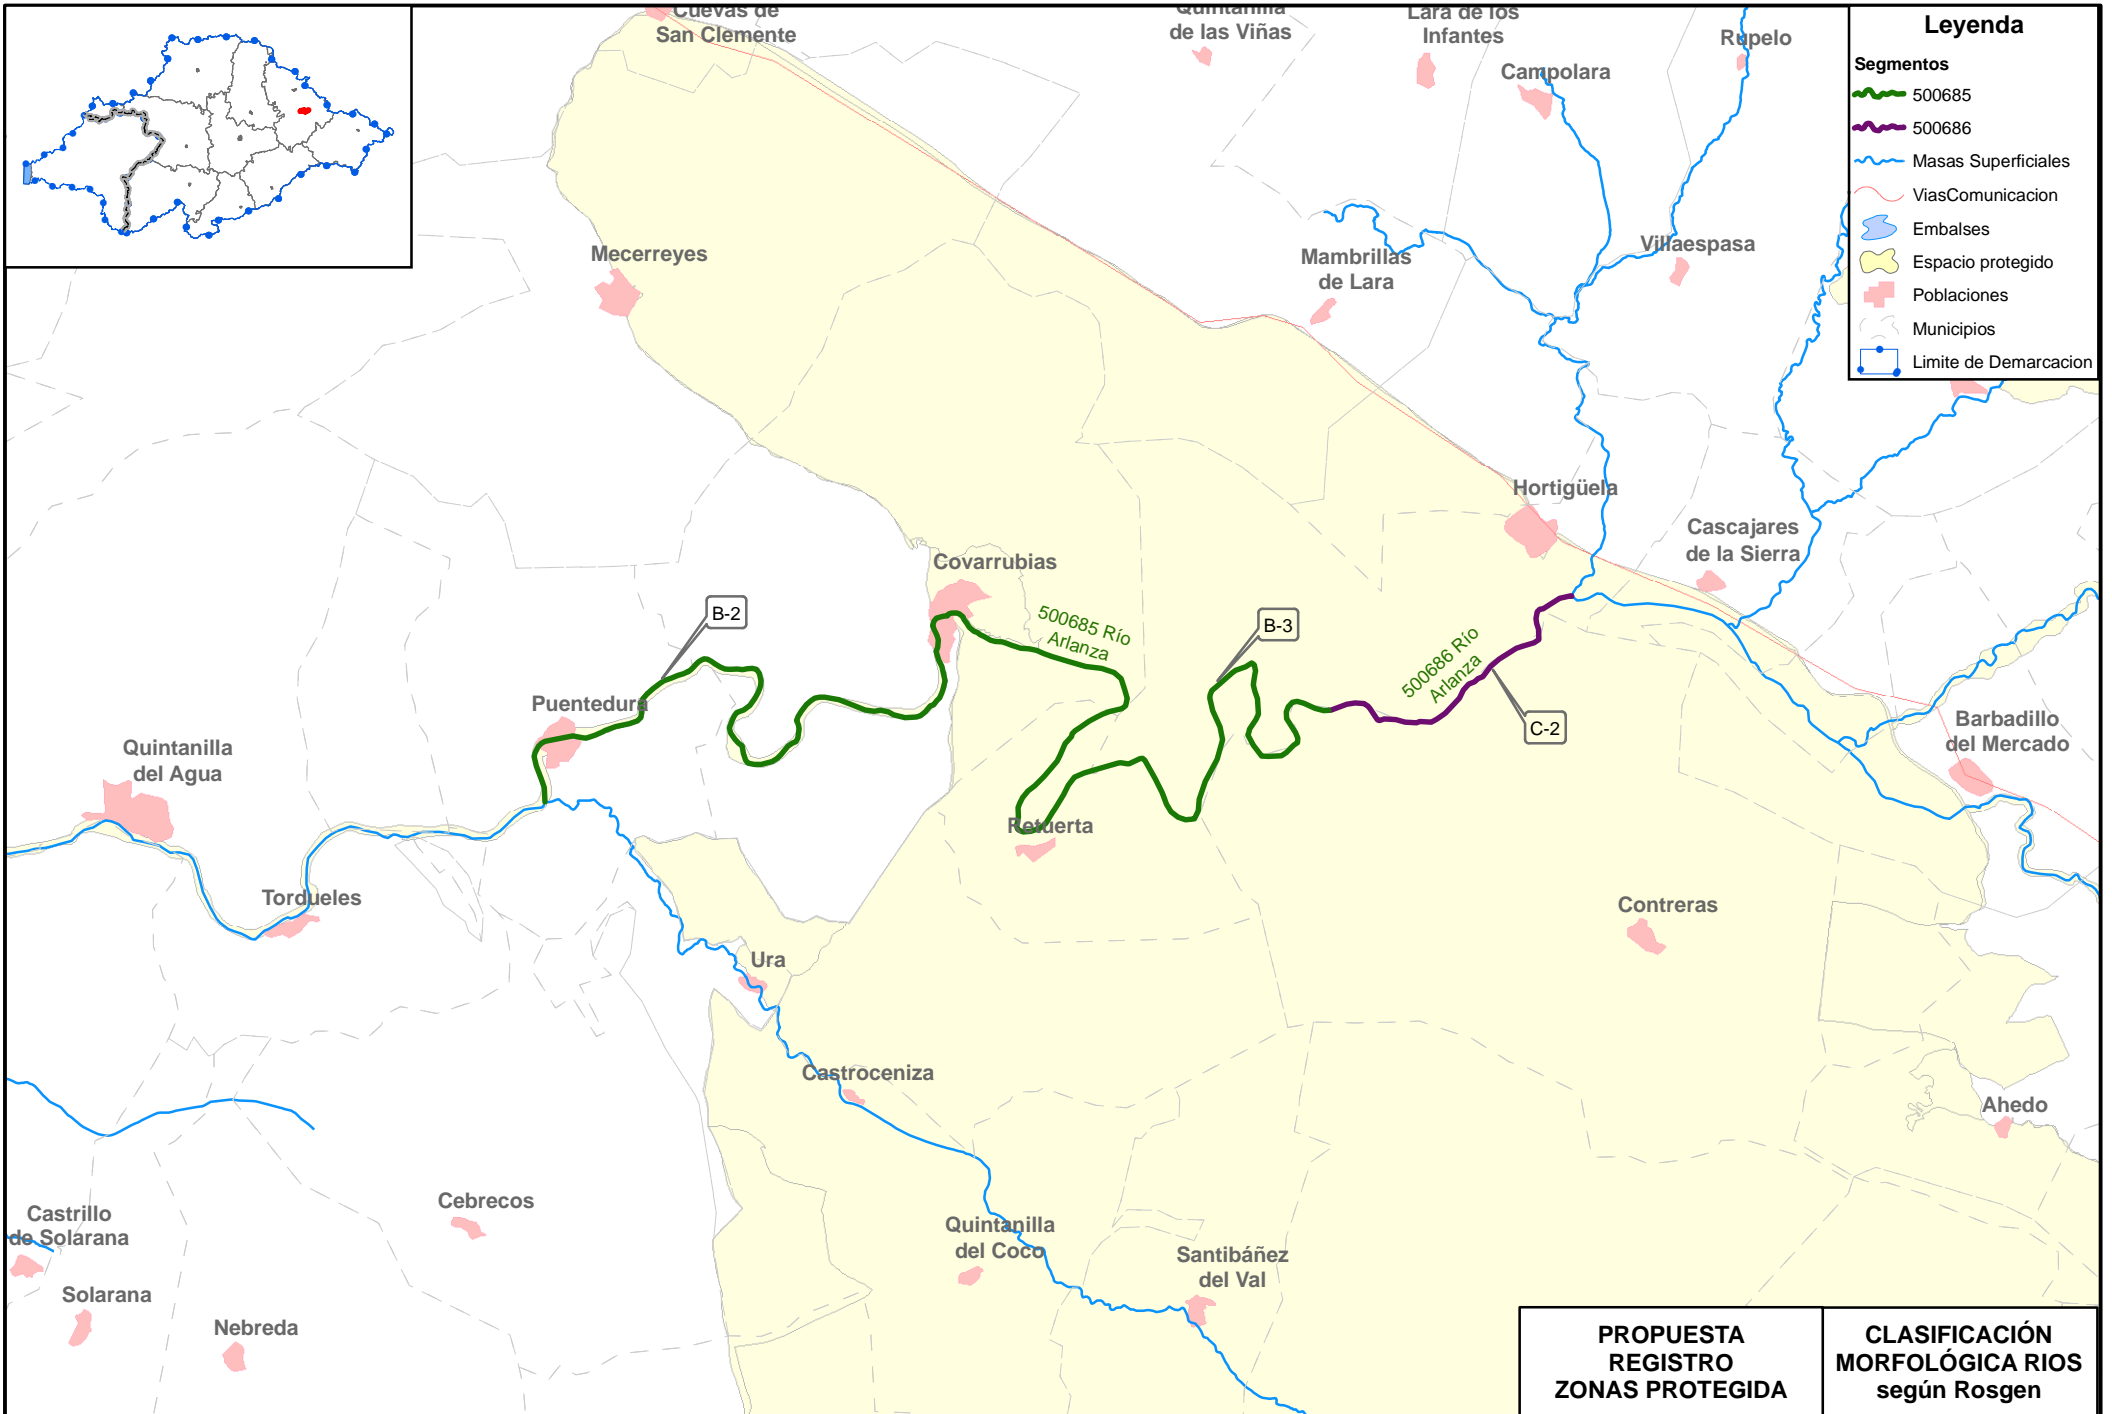 Cuevas de
San Clemente
Quintanilla
de las Viñas
Lara de los
Infantes
Campolara
Rupelo
Leyenda
Segmentos
500685
500686
Masas Superficiales
ViasComunicacion
Embalses
Espacio protegido
Poblaciones
Municipios
Limite de Demarcacion
Mecerreyes
Mambrillas
de Lara
Villaespasa
Hortigüela
Cascajares
de la Sierra
Covarrubias
B-2
500685 Río
Arlanza
B-3
500686 Río
Arlanza
C-2
Puentedura
Barbadillo
del Mercado
Quintanilla
del Agua
Retuerta
Tordueles
Contreras
Ura
Castroceniza
Ahedo
Cebrecos
Castrillo
de Solarana
Quintanilla
del Coco
Santibáñez
del Val
Solarana
Nebreda
PROPUESTA
REGISTRO
ZONAS PROTEGIDA
CLASIFICACIÓN
MORFOLÓGICA RIOS
según Rosgen